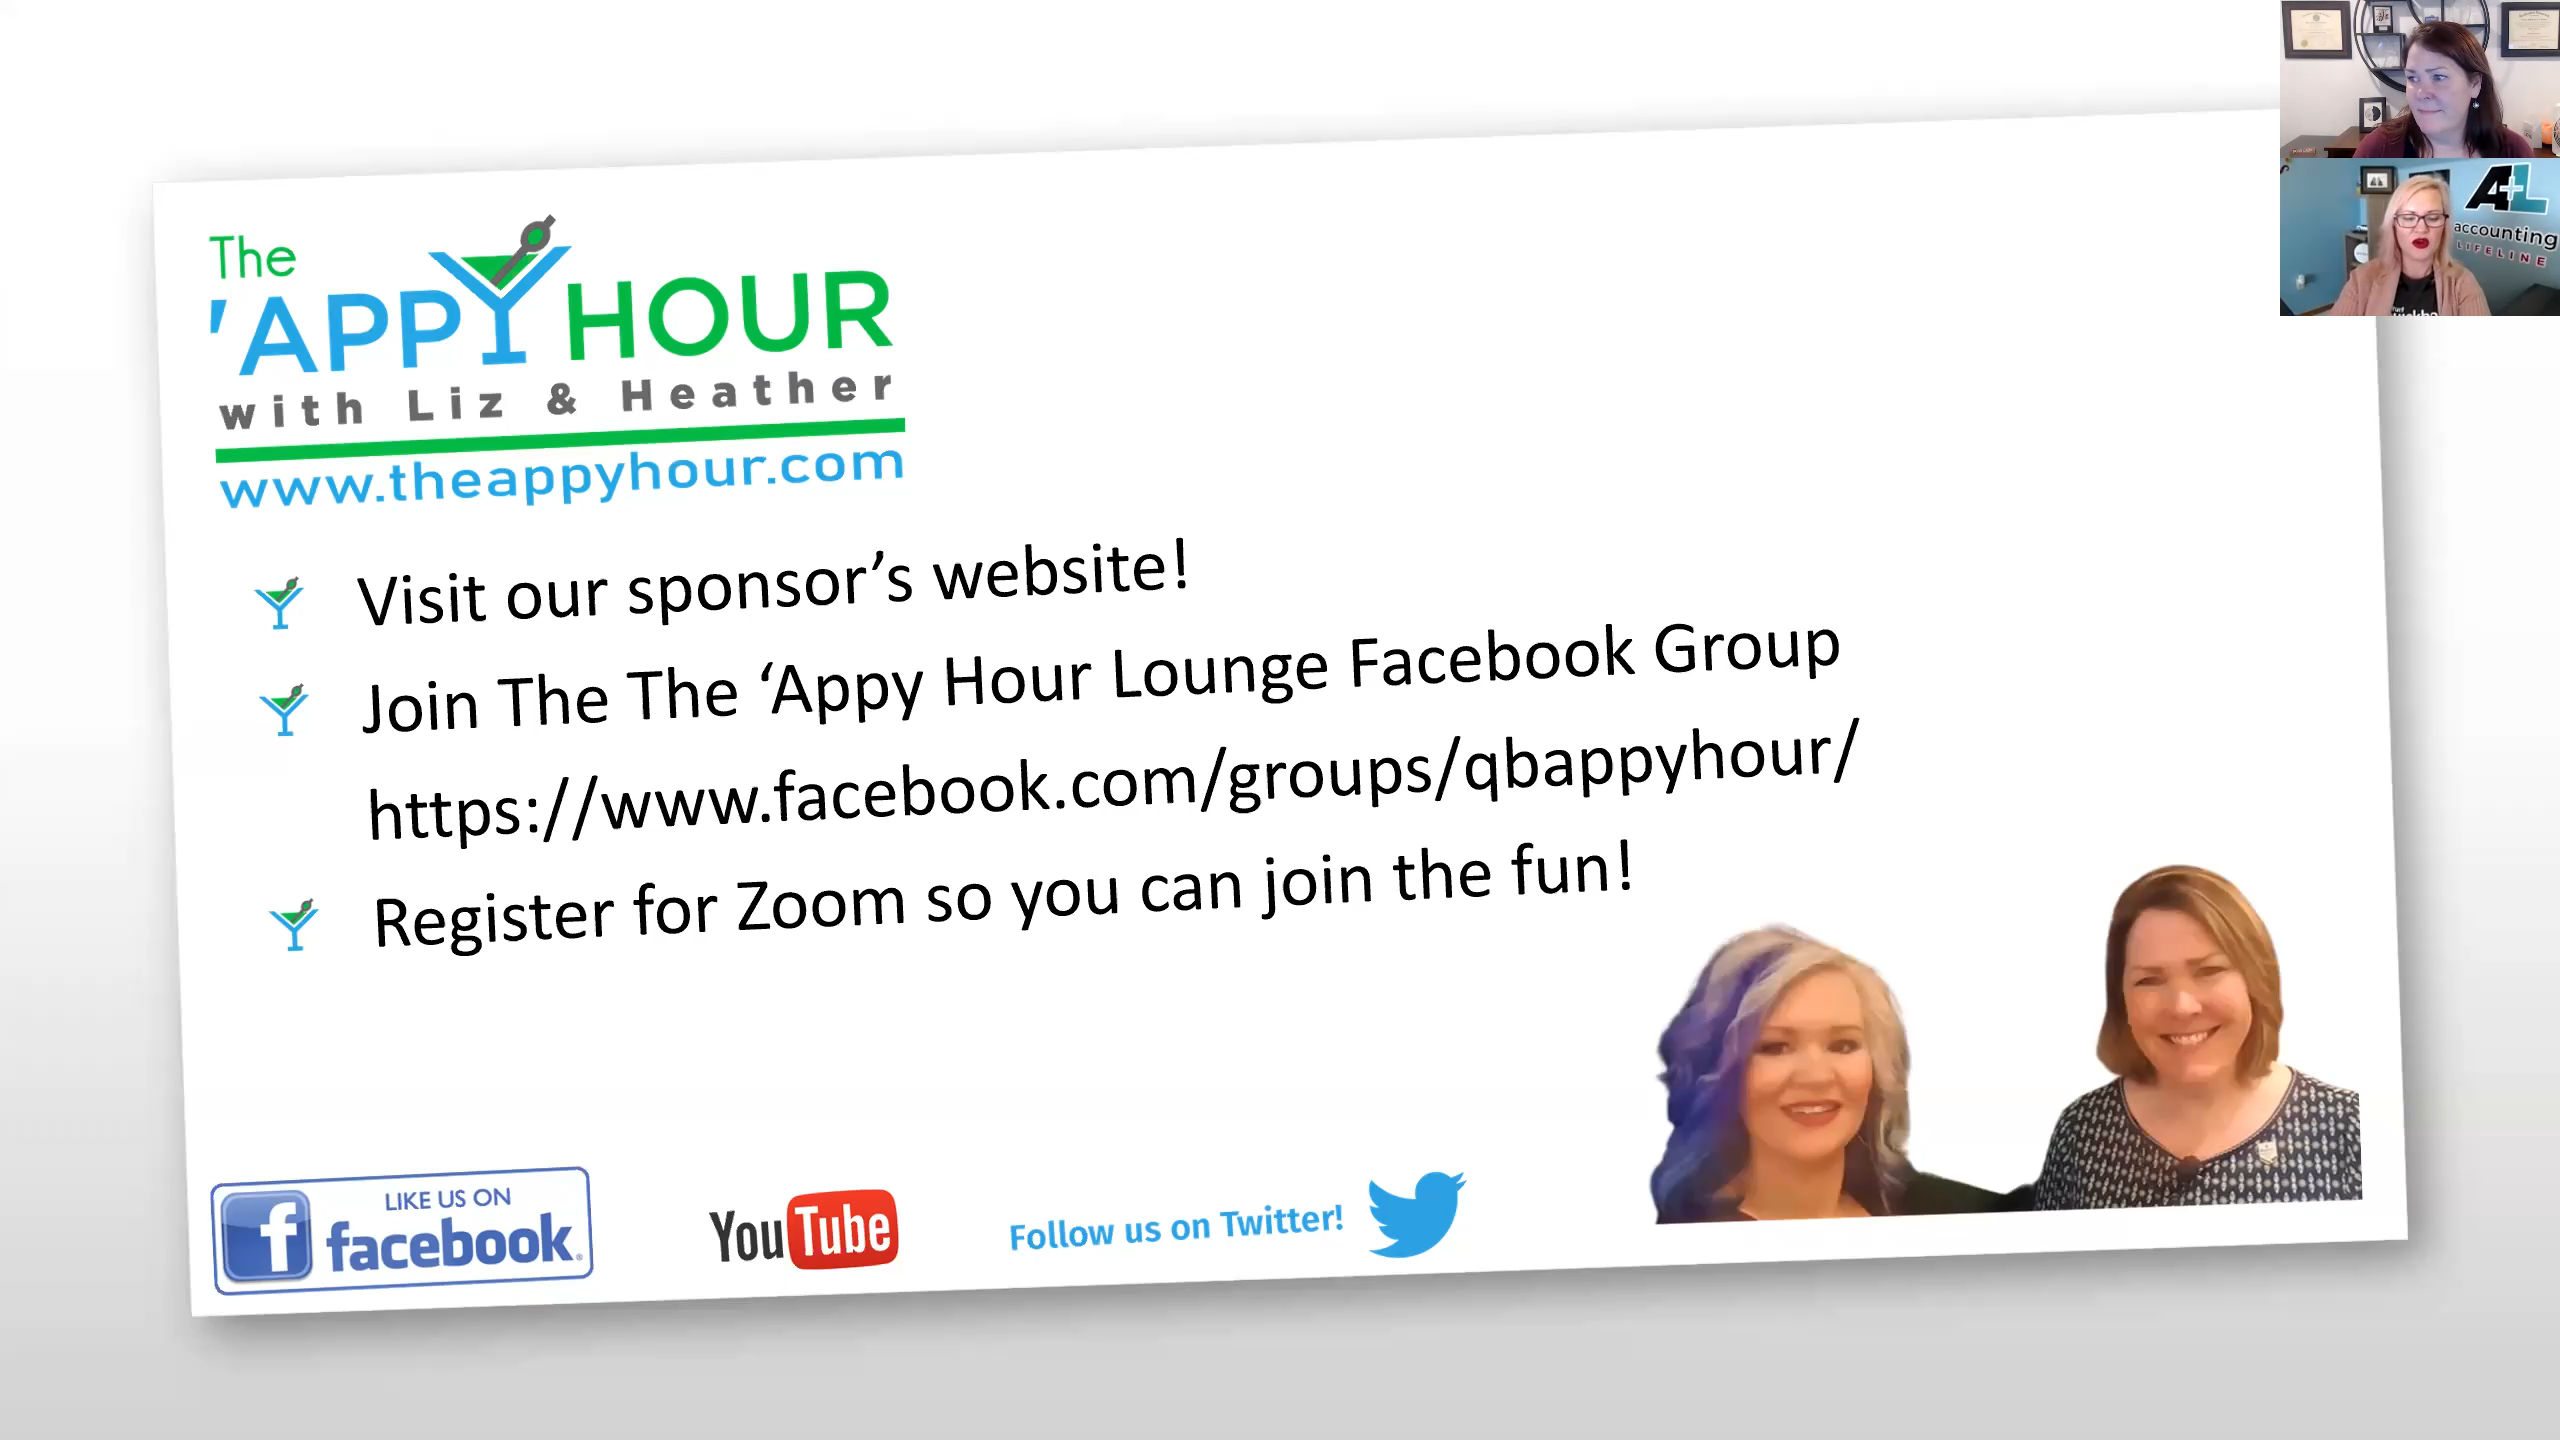 The
'APPY HOUR
with Liz & Heather
www.theappyhour.com
Visit our sponsor’s website!
Join The The ‘Appy Hour Lounge Facebook Group
https://www.facebook.com/groups/qbappyhour/
Register for Zoom so you can join the fun!
LIKE US ON
facebook
YouTube
Follow us on Twitter!
A+L
accounting
LIFELINE